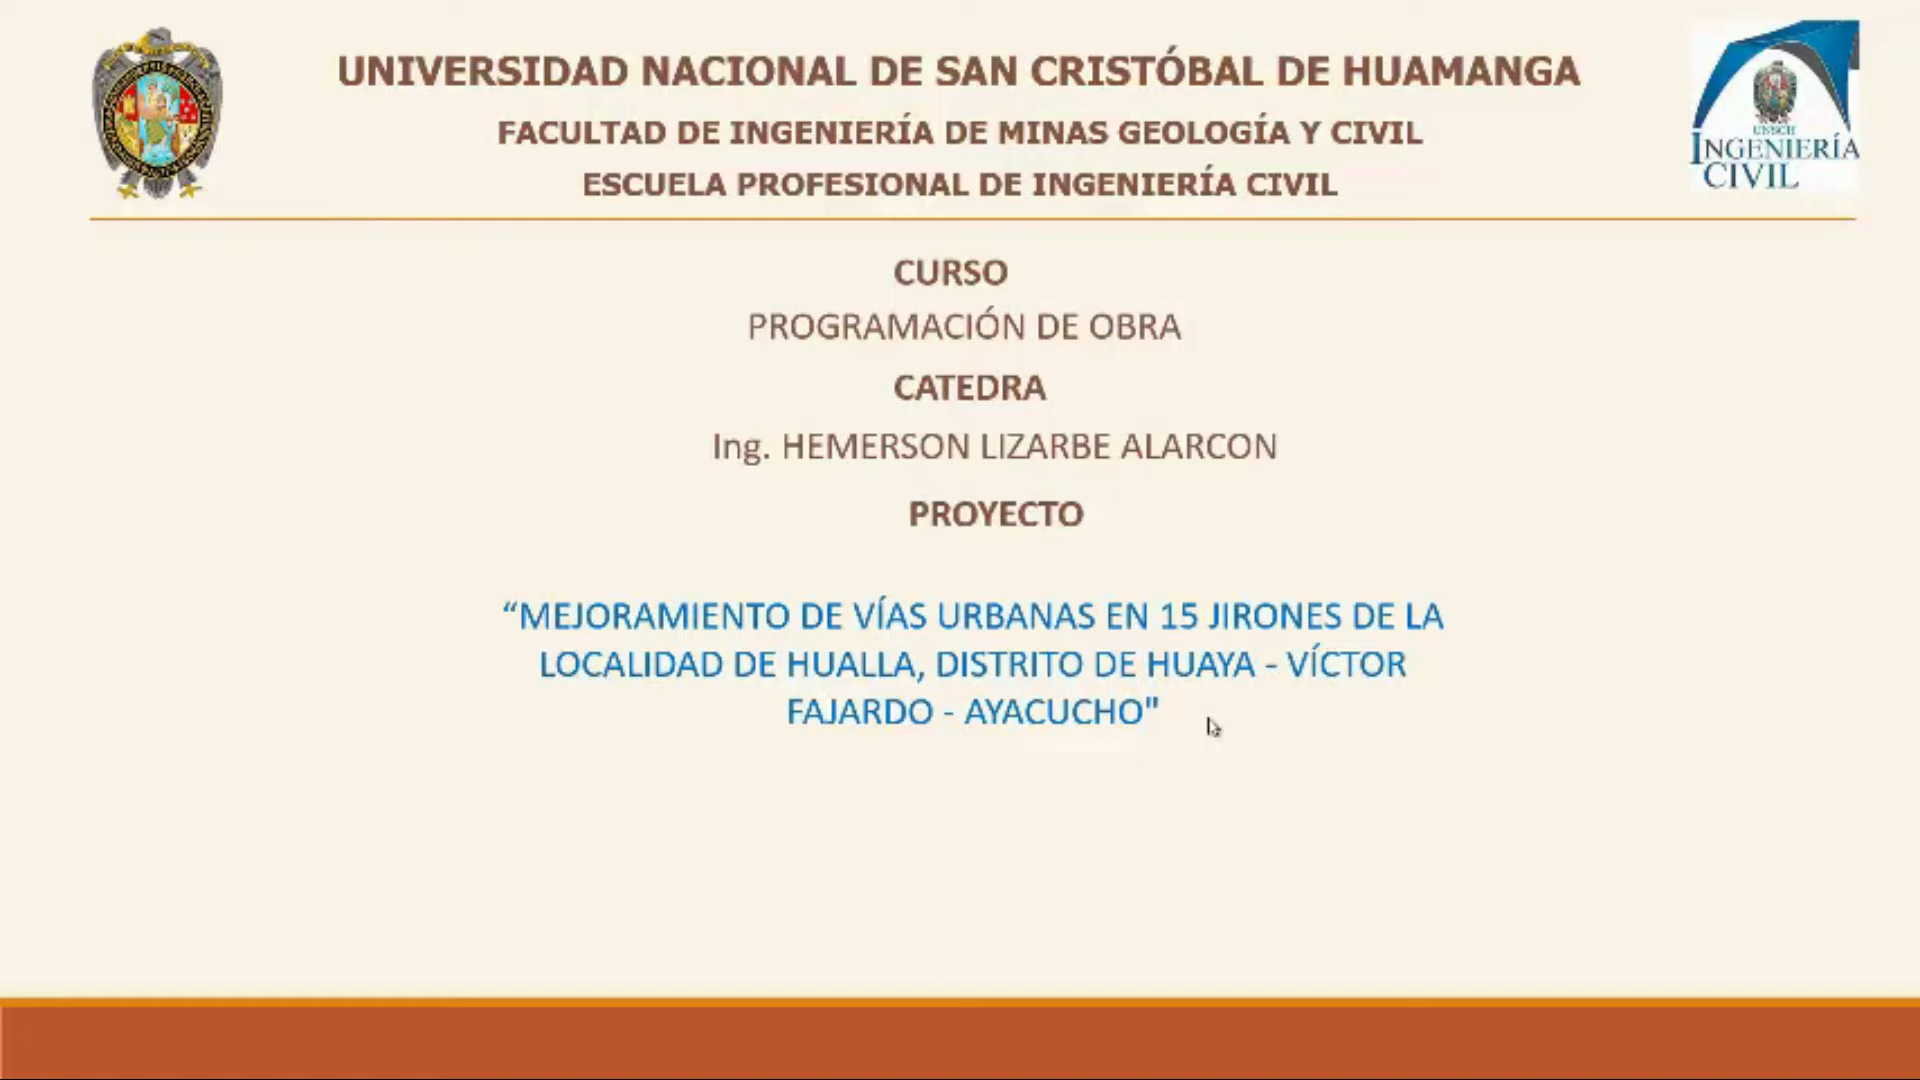 UNIVERSIDAD NACIONAL DE SAN CRISTÓBAL DE HUAMANGA
FACULTAD DE INGENIERÍA DE MINAS GEOLOGÍA Y CIVIL
ESCUELA PROFESIONAL DE INGENIERÍA CIVIL
UNSCH
INGENIERÍA
CIVIL
CURSO
PROGRAMACIÓN DE OBRA
CATEDRA
Ing. HEMERSON LIZARBE ALARCON
PROYECTO
“MEJORAMIENTO DE VÍAS URBANAS EN 15 JIRONES DE LA
LOCALIDAD DE HUALLA, DISTRITO DE HUAYA - VÍCTOR
FAJARDO - AYACUCHO"